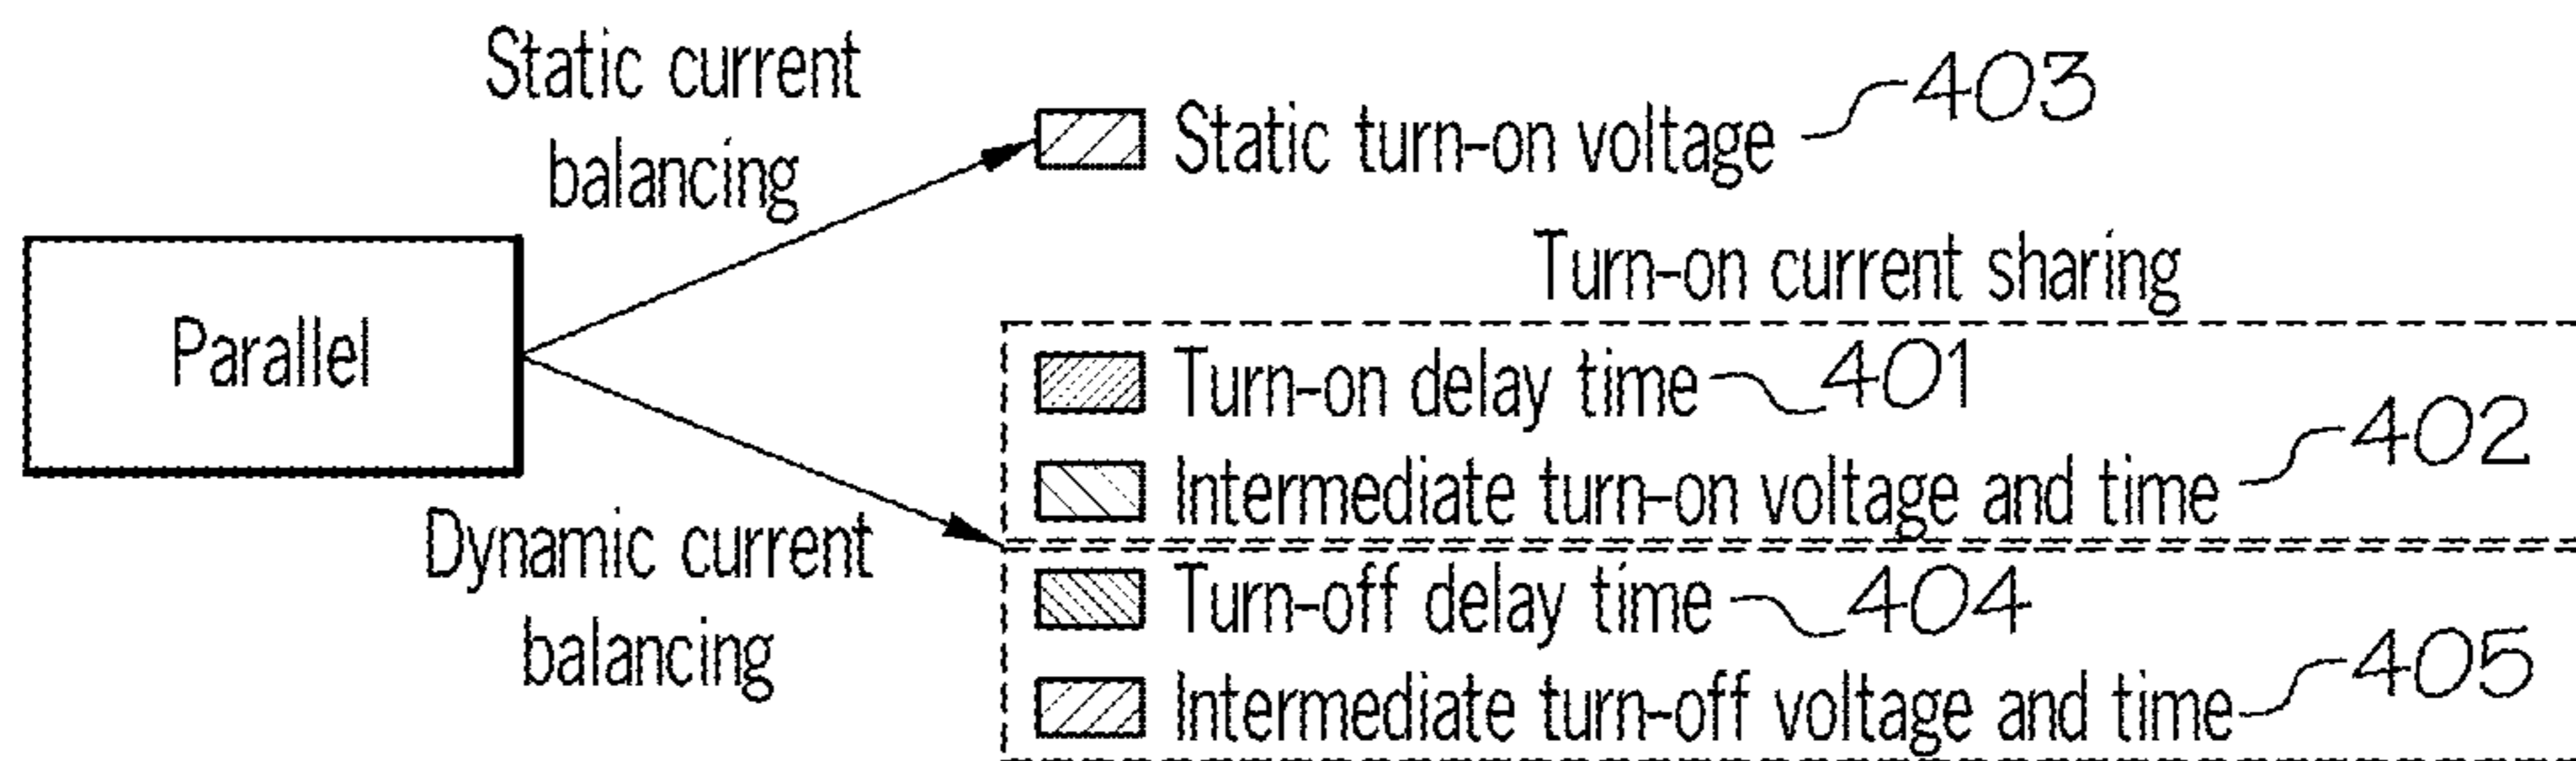 Static current
balancing
Static turn-on voltage 403
Turn-on current sharing
Parallel
Turn-on delay time 401
Intermediate turn-on voltage and time 402
Dynamic current
balancing
Turn-off delay time 404
Intermediate turn-off voltage and time 405